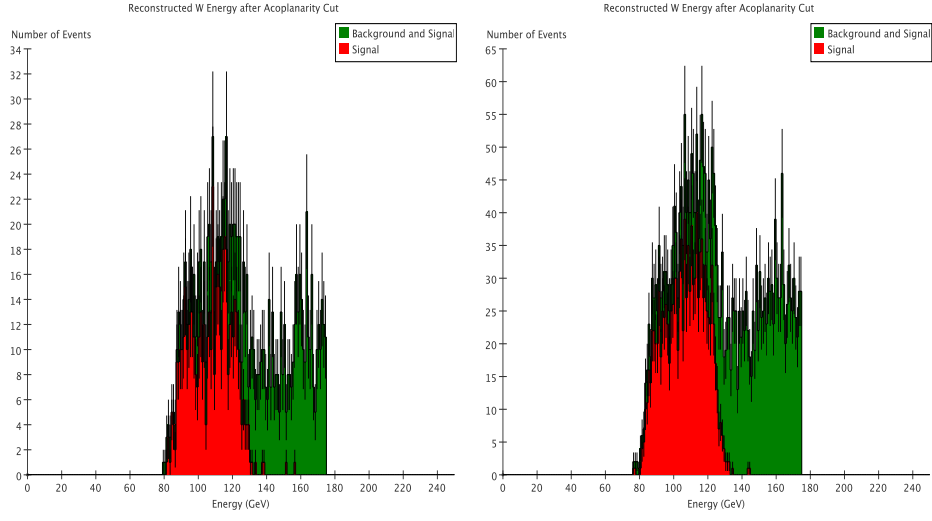 Reconstructed W Energy after Acoplanarity Cut
Number of Events
Background and Signal
Signal
34
32
30
28
26
24
22
20
18
16
14
12
10
8
6
4
2
0
0 20 40 60 80 100 120 140 160 180 200 220 240
Energy (GeV)
Reconstructed W Energy after Acoplanarity Cut
Number of Events
Background and Signal
Signal
65
60
55
50
45
40
35
30
25
20
15
10
5
0
0 20 40 60 80 100 120 140 160 180 200 220 240
Energy (GeV)